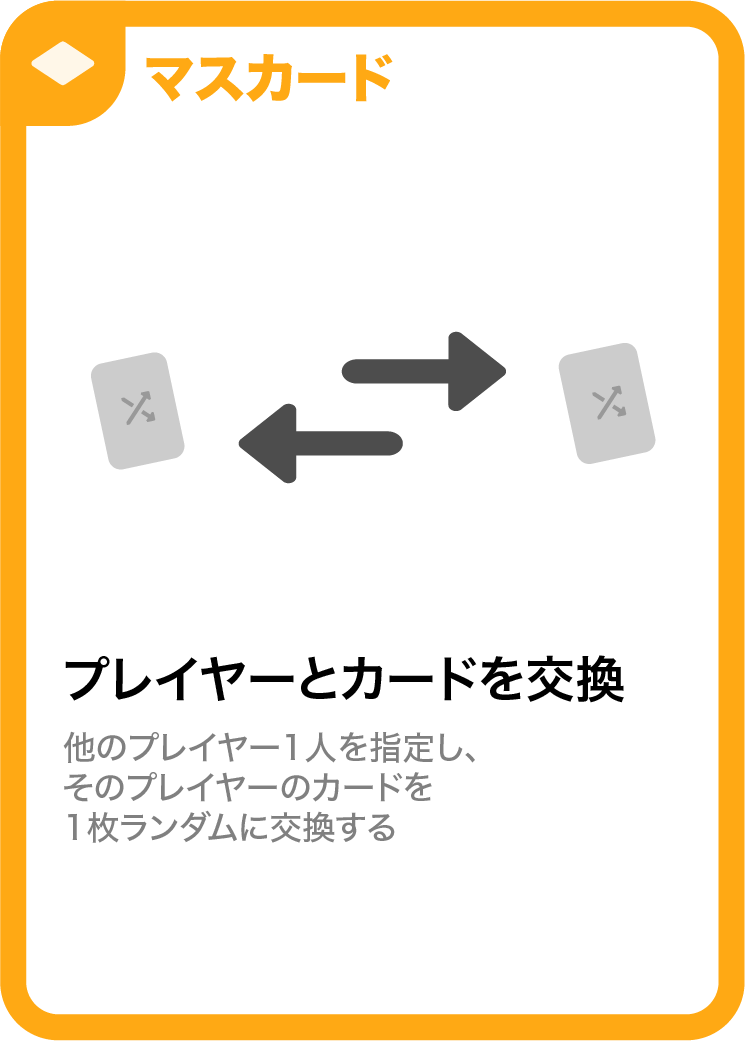 マスカード
プレイヤーとカードを交換
他のプレイヤー1人を指定し、
そのプレイヤーのカードを
1枚ランダムに交換する